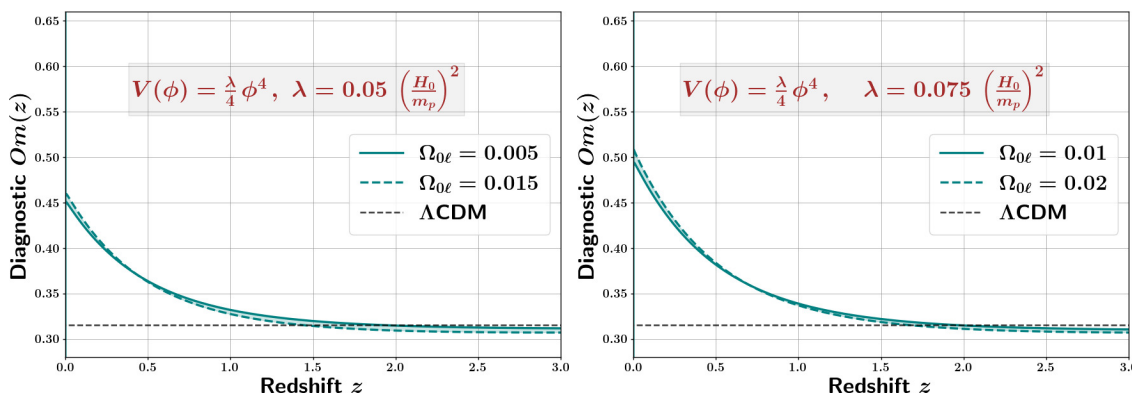 V(ϕ) = λ/4 ϕ⁴, λ = 0.05 (H₀/mₚ)²
Ω₀ℓ = 0.005
Ω₀ℓ = 0.015
ΛCDM
Diagnostic Om(z)
0.65
0.60
0.55
0.50
0.45
0.40
0.35
0.30
0.0 0.5 1.0 1.5 2.0 2.5 3.0
Redshift z
V(ϕ) = λ/4 ϕ⁴, λ = 0.075 (H₀/mₚ)²
Ω₀ℓ = 0.01
Ω₀ℓ = 0.02
ΛCDM
Diagnostic Om(z)
0.65
0.60
0.55
0.50
0.45
0.40
0.35
0.30
0.0 0.5 1.0 1.5 2.0 2.5 3.0
Redshift z